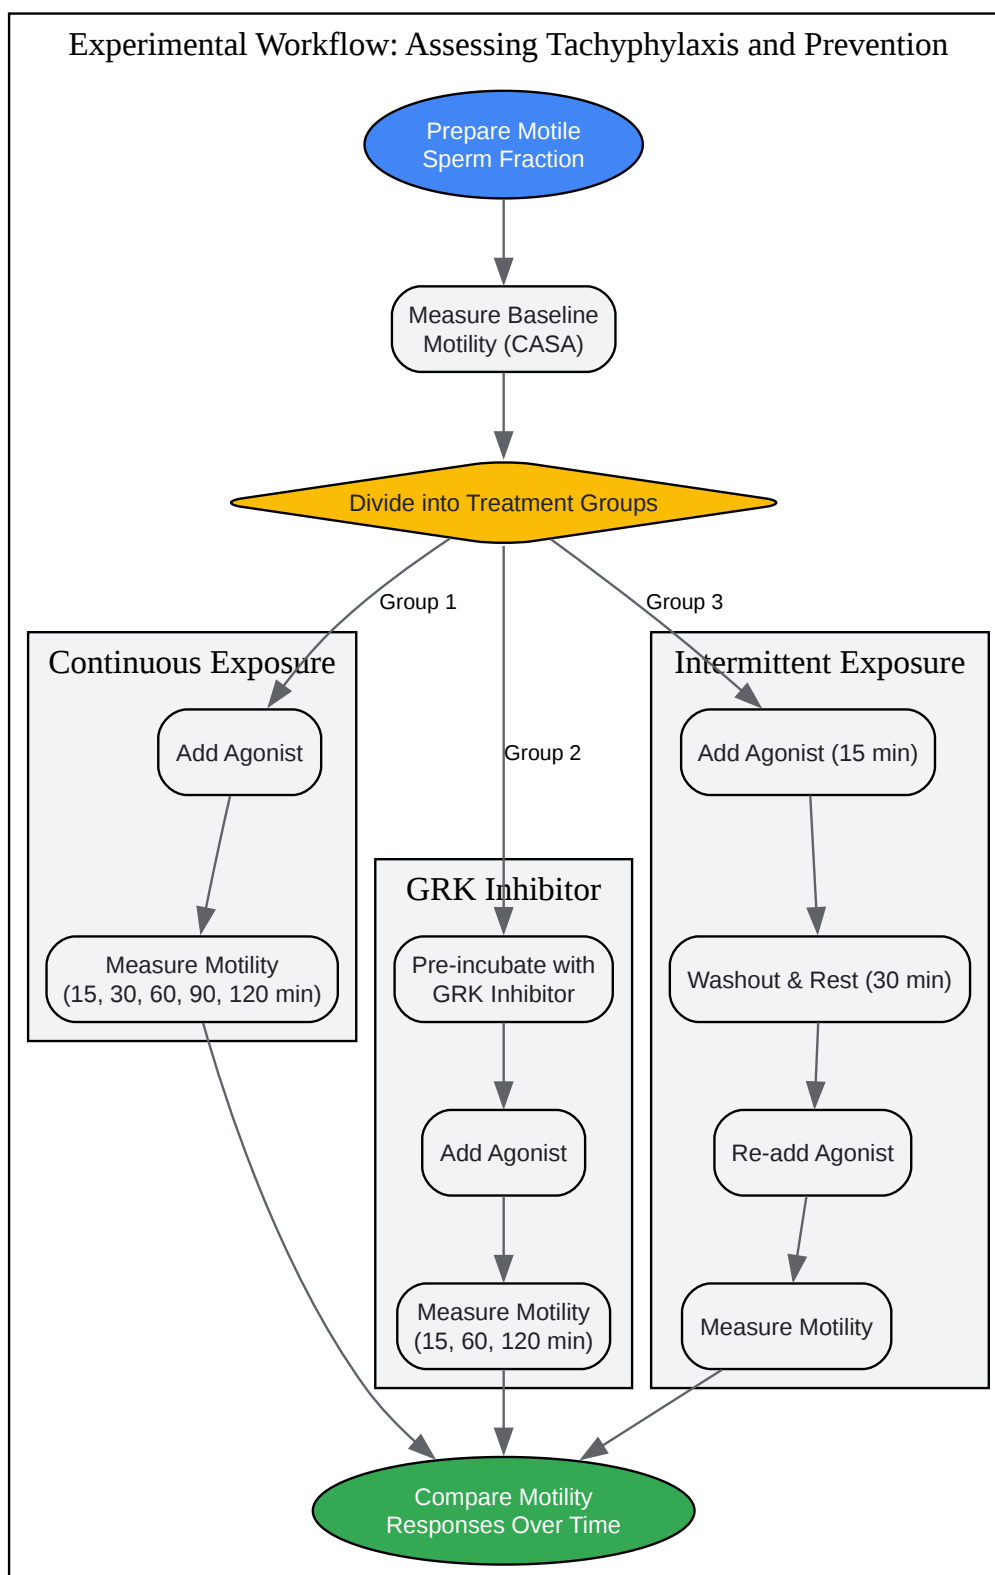 Experimental Workflow: Assessing Tachyphylaxis and Prevention
Prepare Motile
Sperm Fraction
Measure Baseline
Motility (CASA)
Divide into Treatment Groups
Group 1
Continuous Exposure
Add Agonist
Measure Motility
(15, 30, 60, 90, 120 min)
Group 2
GRK Inhibitor
Pre-incubate with
GRK Inhibitor
Add Agonist
Measure Motility
(15, 60, 120 min)
Group 3
Intermittent Exposure
Add Agonist (15 min)
Washout & Rest (30 min)
Re-add Agonist
Measure Motility
Compare Motility
Responses Over Time